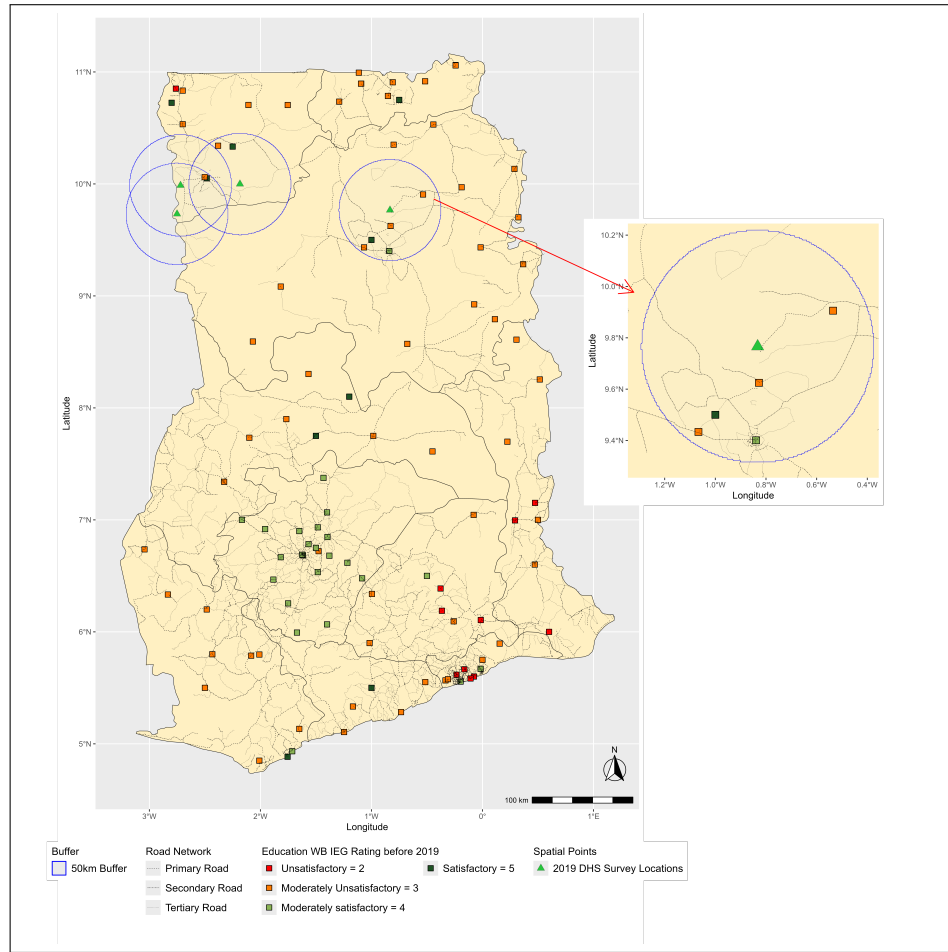 11°N
10°N
9°N
8°N
7°N
6°N
5°N
Latitude
3°W
2°W
1°W
0°
1°E
Longitude
N
100 km
10.2°N
10.0°N
9.8°N
9.6°N
9.4°N
Latitude
1.2°W
1.0°W
0.8°W
0.6°W
0.4°W
Longitude
Buffer
50km Buffer
Road Network
Primary Road
Secondary Road
Tertiary Road
Education WB IEG Rating before 2019
Unsatisfactory = 2
Moderately Unsatisfactory = 3
Moderately satisfactory = 4
Satisfactory = 5
Spatial Points
2019 DHS Survey Locations